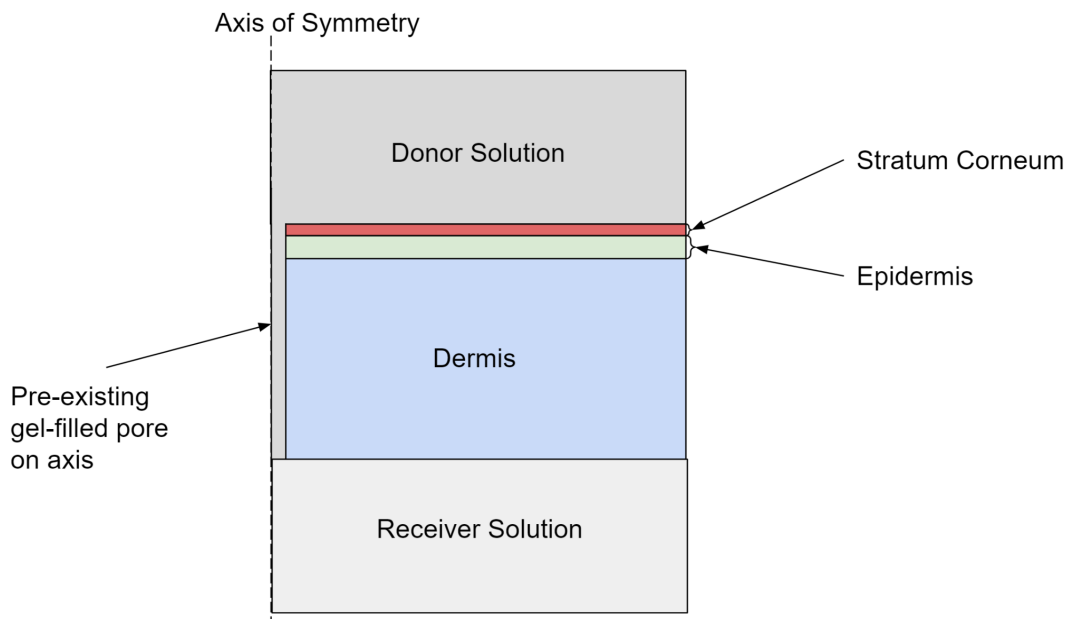 Axis of Symmetry
Donor Solution
Stratum Corneum
Epidermis
Dermis
Pre-existing
gel-filled pore
on axis
Receiver Solution